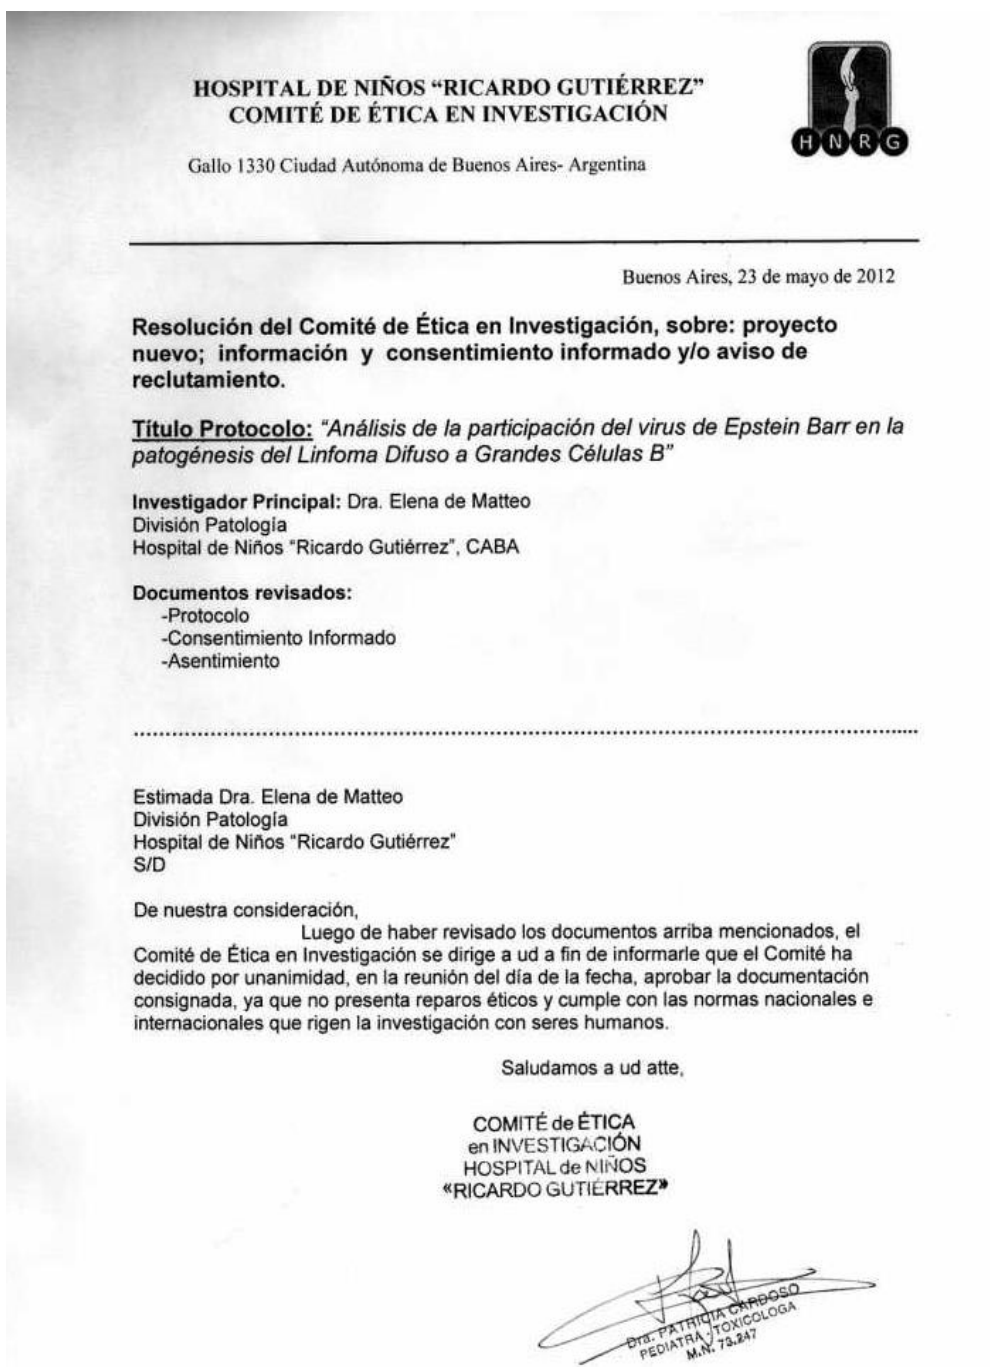 HOSPITAL DE NIÑOS “RICARDO GUTIÉRREZ”
COMITÉ DE ÉTICA EN INVESTIGACIÓN
Gallo 1330 Ciudad Autónoma de Buenos Aires- Argentina
HNRG
Buenos Aires, 23 de mayo de 2012
Resolución del Comité de Ética en Investigación, sobre: proyecto
nuevo; información y consentimiento informado y/o aviso de
reclutamiento.
Título Protocolo: “Análisis de la participación del virus de Epstein Barr en la
patogénesis del Linfoma Difuso a Grandes Células B”
Investigador Principal: Dra. Elena de Matteo
División Patología
Hospital de Niños “Ricardo Gutiérrez”, CABA
Documentos revisados:
-Protocolo
-Consentimiento Informado
-Asentimiento
Estimada Dra. Elena de Matteo
División Patología
Hospital de Niños “Ricardo Gutiérrez”
S/D
De nuestra consideración,
Luego de haber revisado los documentos arriba mencionados, el
Comité de Ética en Investigación se dirige a ud a fin de informarle que el Comité ha
decidido por unanimidad, en la reunión del día de la fecha, aprobar la documentación
consignada, ya que no presenta reparos éticos y cumple con las normas nacionales e
internacionales que rigen la investigación con seres humanos.
Saludamos a ud atte,
COMITÉ de ÉTICA
en INVESTIGACIÓN
HOSPITAL de NIÑOS
«RICARDO GUTIÉRREZ»
Dra. PATRICIA CARDOSO
PEDIATRA - TOXICOLOGA
M.N. 73.247